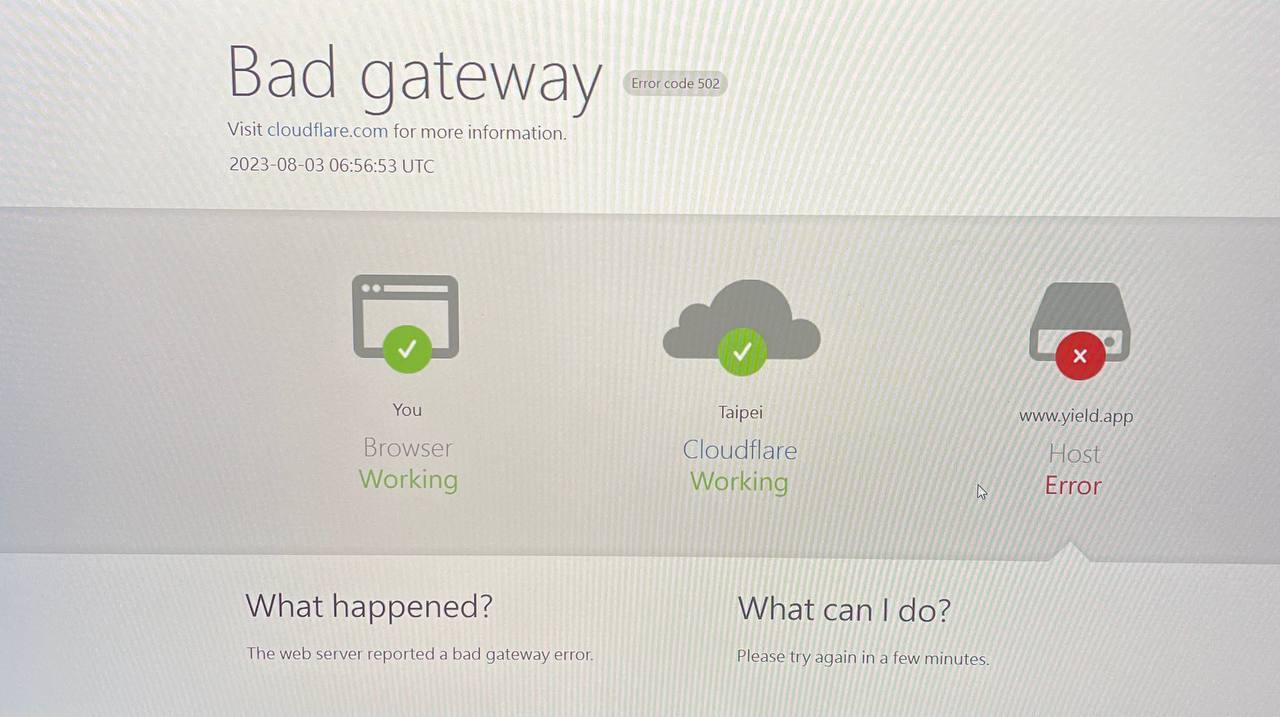 Bad gateway Error code 502
Visit cloudflare.com for more information.
2023-08-03 06:56:53 UTC
You
Browser
Working
Taipei
Cloudflare
Working
www.yield.app
Host
Error
What happened?
The web server reported a bad gateway error.
What can I do?
Please try again in a few minutes.